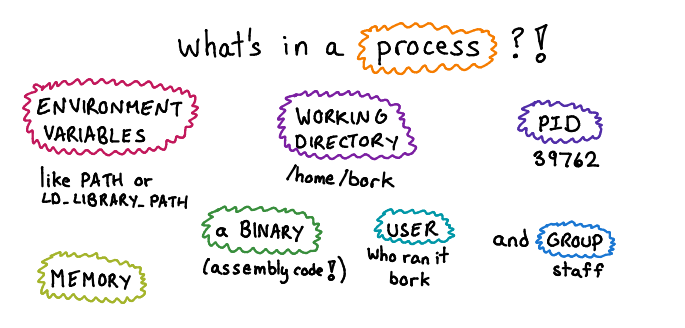 what's in a process?!
ENVIRONMENT
VARIABLES
like PATH or
LD_LIBRARY_PATH
WORKING
DIRECTORY
/home/bork
PID
39762
MEMORY
a BINARY
(assembly code!)
USER
who ran it
bork
and GROUP
staff